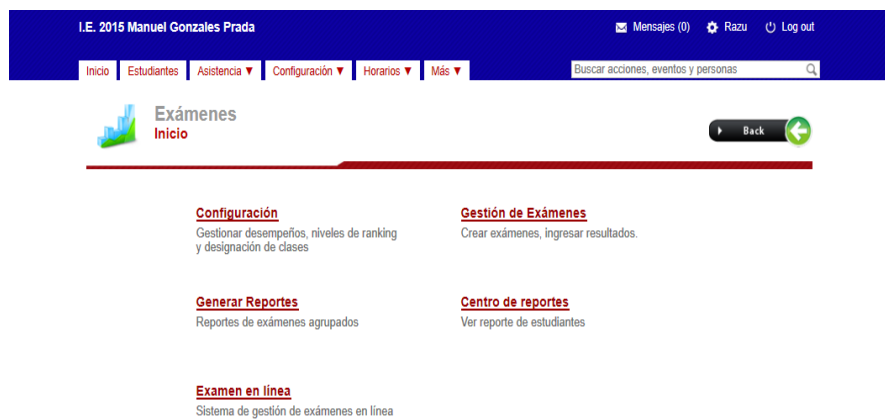 I.E. 2015 Manuel Gonzales Prada
Mensajes (0) Razu Log out
Inicio Estudiantes Asistencia ▼ Configuración ▼ Horarios ▼ Más ▼ Buscar acciones, eventos y personas
Exámenes
Inicio
Back
Configuración
Gestionar desempeños, niveles de ranking
y designación de clases
Gestión de Exámenes
Crear exámenes, ingresar resultados.
Generar Reportes
Reportes de exámenes agrupados
Centro de reportes
Ver reporte de estudiantes
Examen en línea
Sistema de gestión de exámenes en línea